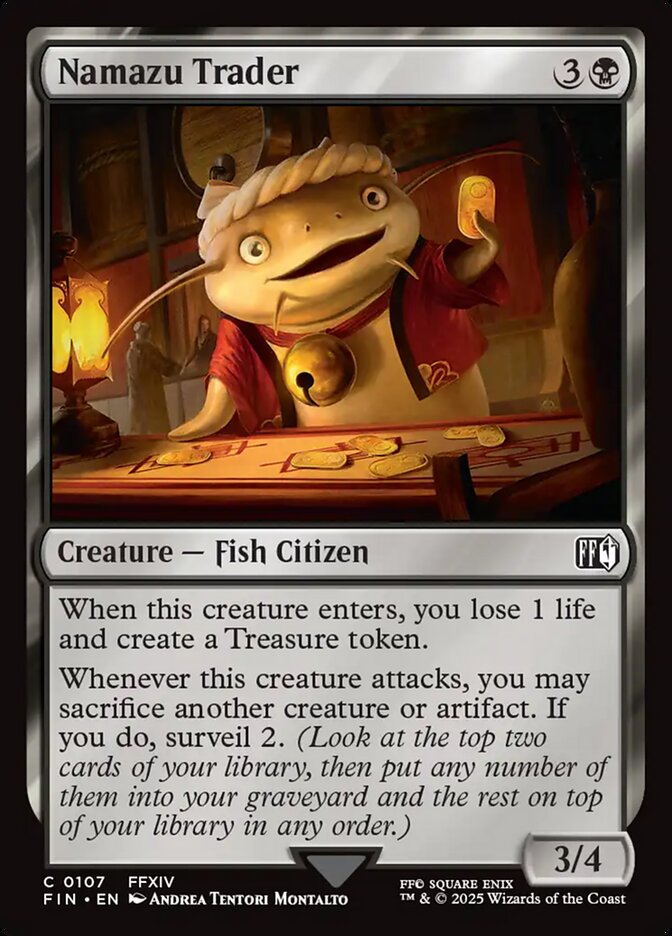 Namazu Trader 3
Creature — Fish Citizen FF
When this creature enters, you lose 1 life
and create a Treasure token.
Whenever this creature attacks, you may
sacrifice another creature or artifact. If
you do, surveil 2. (Look at the top two
cards of your library, then put any number of
them into your graveyard and the rest on top
of your library in any order.)
3/4
C 0107 FFXIV
FIN • EN Andrea Tentori Montalto
FF© SQUARE ENIX
™ & © 2025 Wizards of the Coast